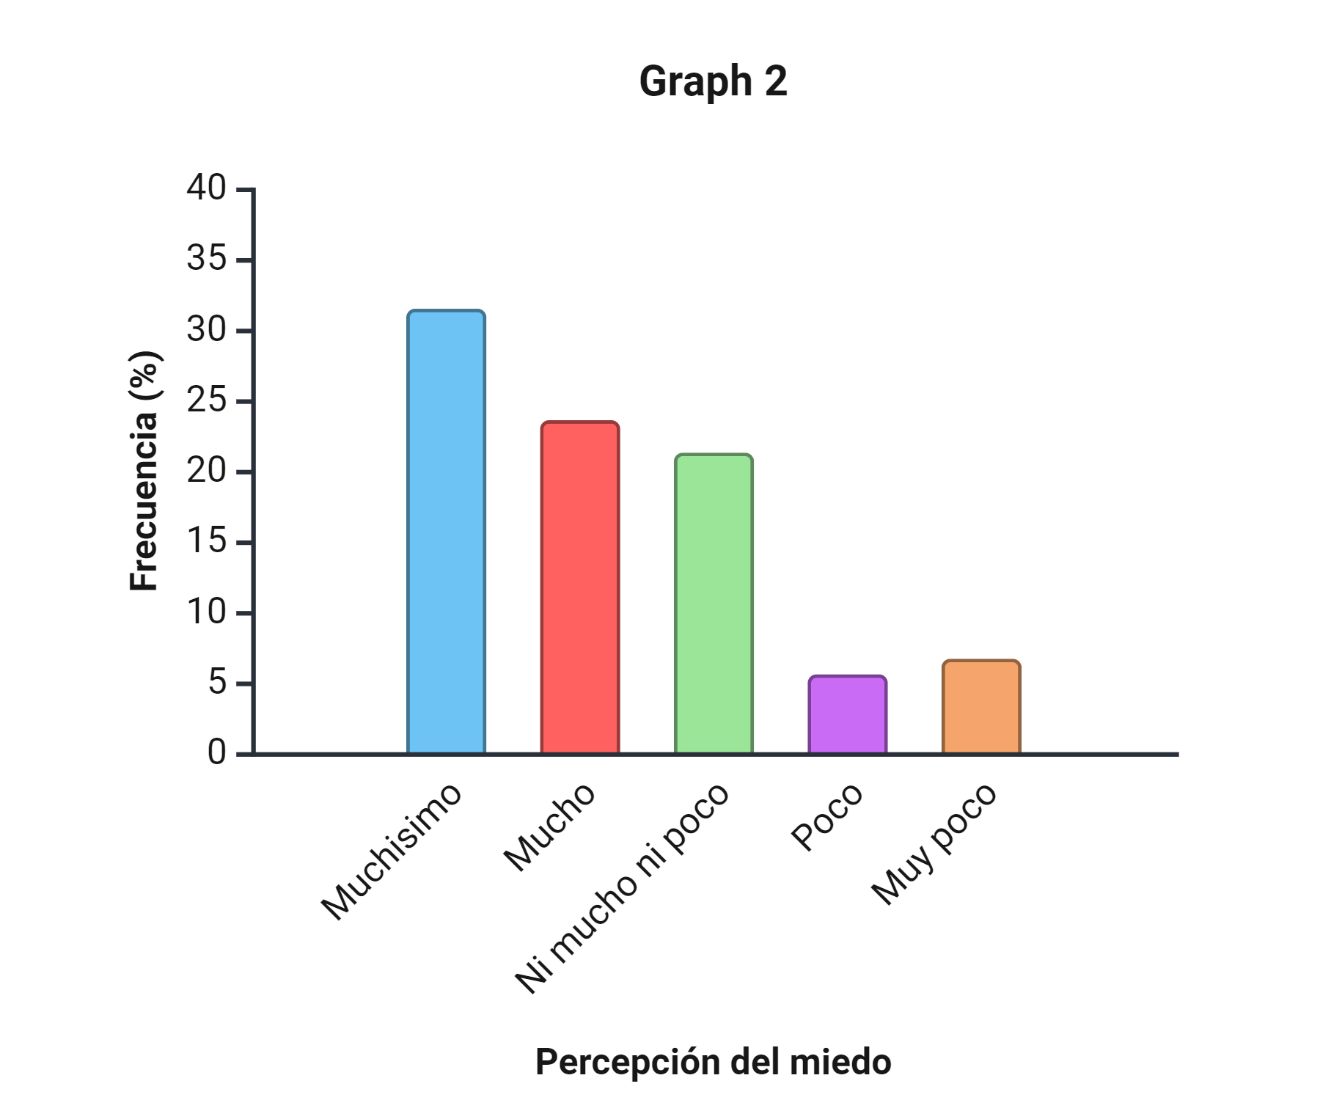 Graph 2
40
35
30
25
20
15
10
5
0
Frecuencia (%)
Muchisimo
Mucho
Ni mucho ni poco
Poco
Muy poco
Percepción del miedo